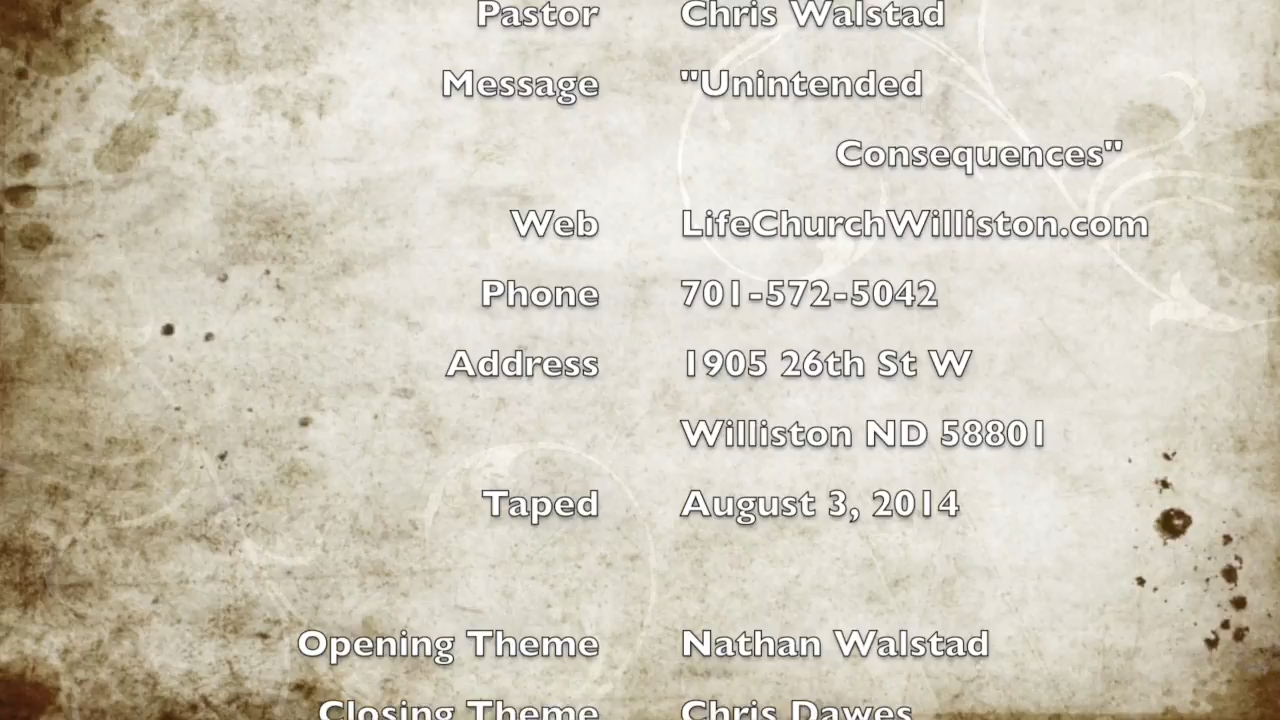 Pastor Chris Walstad
Message "Unintended
Consequences"
Web LifeChurchWilliston.com
Phone 701-572-5042
Address 1905 26th St W
Williston ND 58801
Taped August 3, 2014
Opening Theme Nathan Walstad
Closing Theme Chris Dawes